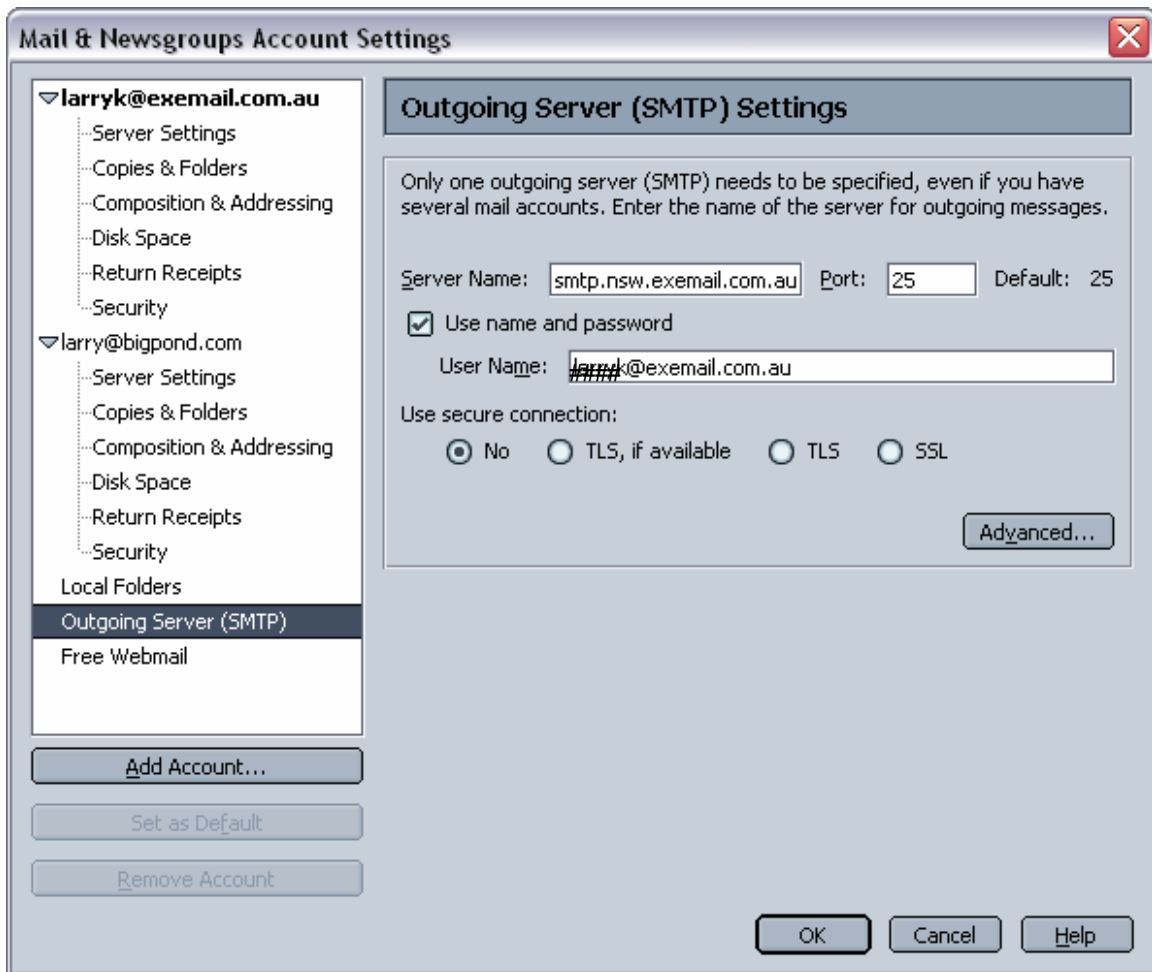 Mail & Newsgroups Account Settings
larryk@exemail.com.au
Server Settings
Copies & Folders
Composition & Addressing
Disk Space
Return Receipts
Security
larry@bigpond.com
Server Settings
Copies & Folders
Composition & Addressing
Disk Space
Return Receipts
Security
Local Folders
Outgoing Server (SMTP)
Free Webmail
Add Account...
Set as Default
Remove Account
Outgoing Server (SMTP) Settings
Only one outgoing server (SMTP) needs to be specified, even if you have
several mail accounts. Enter the name of the server for outgoing messages.
Server Name: smtp.nsw.exemail.com.au Port: 25 Default: 25
Use name and password
User Name: larryk@exemail.com.au
Use secure connection:
No TLS, if available TLS SSL
Advanced...
OK Cancel Help